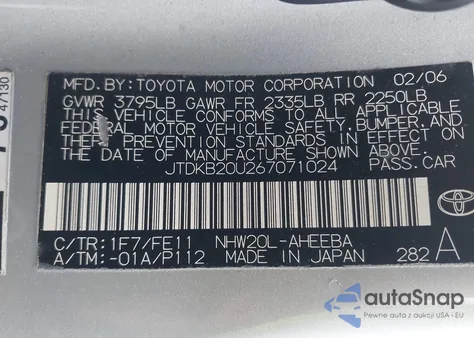 MFD. BY: TOYOTA MOTOR CORPORATION 02/06
GVWR 3795LB GAWR FR 2335LB RR 2250LB
THIS VEHICLE CONFORMS TO ALL APPLICABLE
FEDERAL MOTOR VEHICLE SAFETY, BUMPER, AND
THEFT PREVENTION STANDARDS IN EFFECT ON
THE DATE OF MANUFACTURE SHOWN ABOVE.
JTDKB20U267071024 PASS. CAR
C/TR: 1F7/FE11 NHW20L-AHEEBA
A/TM: -01A/P112 MADE IN JAPAN 282 A
47130
autoSnap
Pewne auta z USA i EU